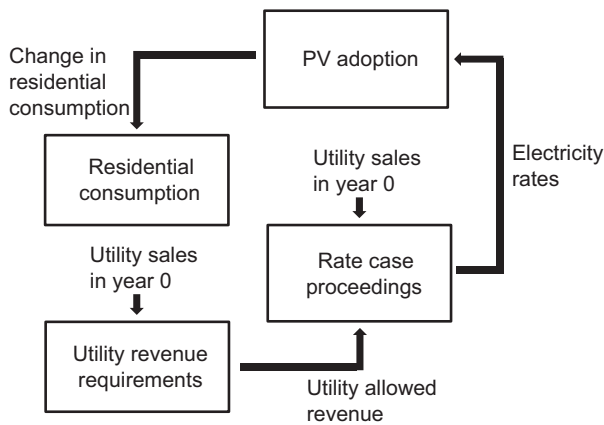 PV adoption
Change in
residential
consumption
Residential
consumption
Utility sales
in year 0
Electricity
rates
Utility sales
in year 0
Rate case
proceedings
Utility revenue
requirements
Utility allowed
revenue